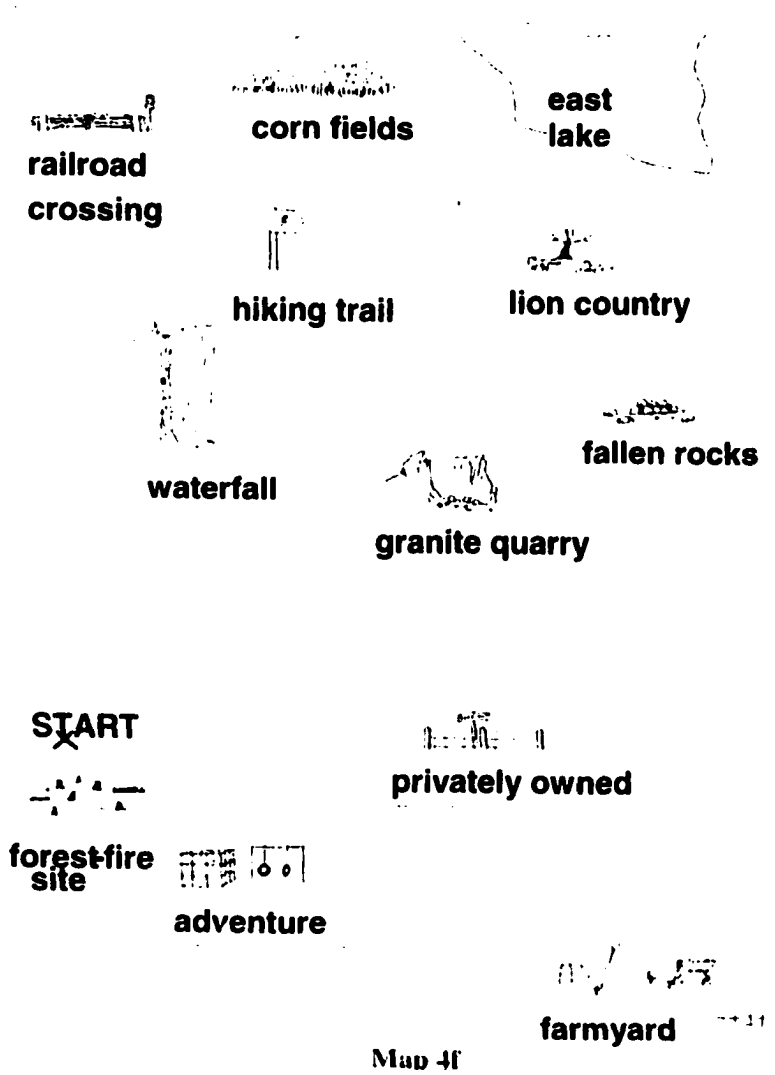 corn fields
east
lake
railroad
crossing
hiking trail
lion country
fallen rocks
waterfall
granite quarry
START
privately owned
forest-fire
site
adventure
farmyard
Map 4f